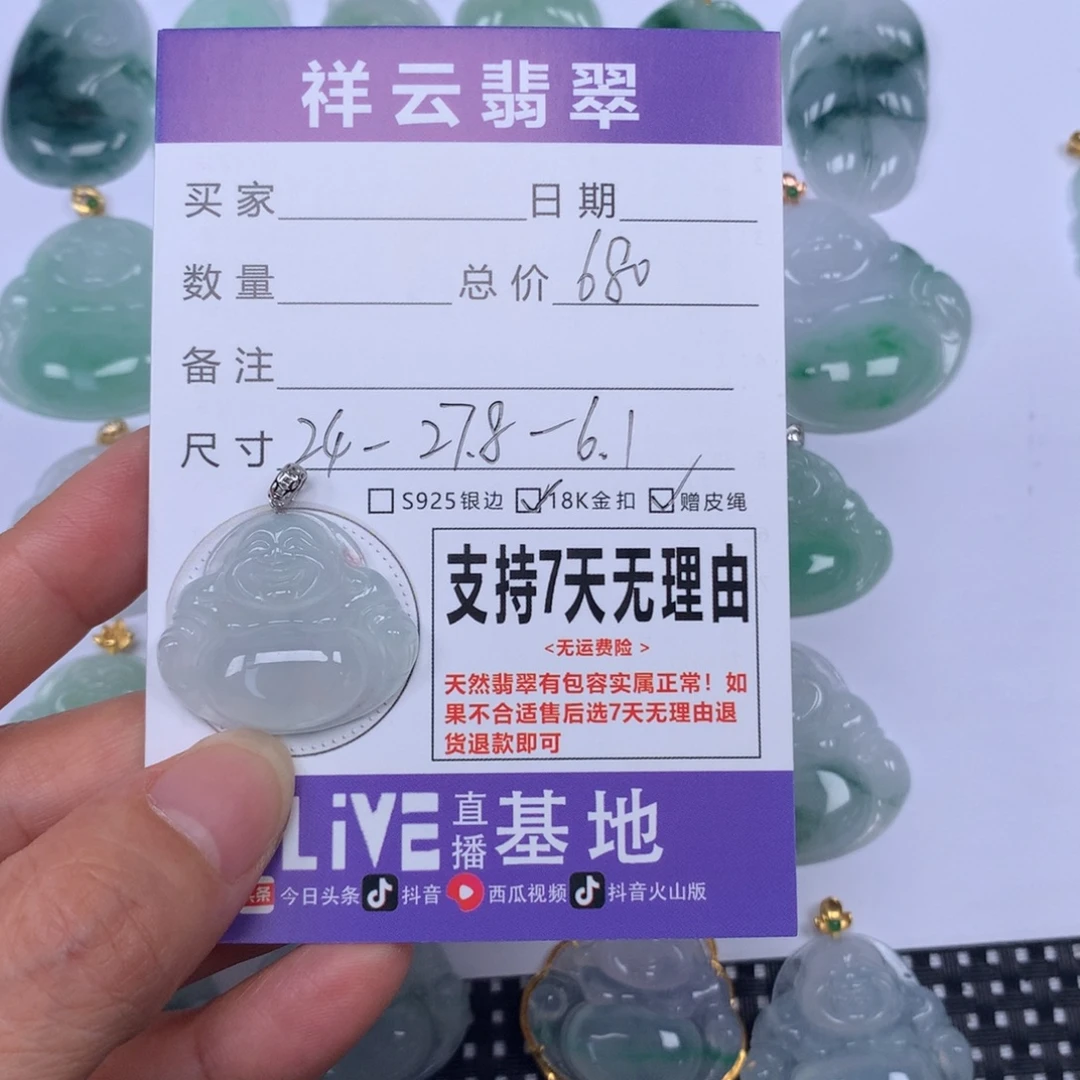 祥云翡翠
买家 日期
数量 总价 680
备注
尺寸 24-27.8-6.1
S925银边 18K金扣 赠皮绳
支持7天无理由
<无运费险 >
天然翡翠有包容实属正常！如
果不合适售后选7天无理由退
货退款即可
LiVE 直播 基地
头条 今日头条 抖音 西瓜视频 抖音火山版